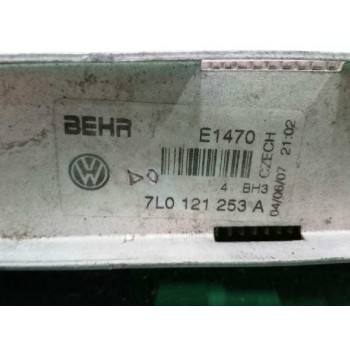 BEHR
E1470
4 BH3
7L0 121 253 A
CZECH
04/06/07 21:02